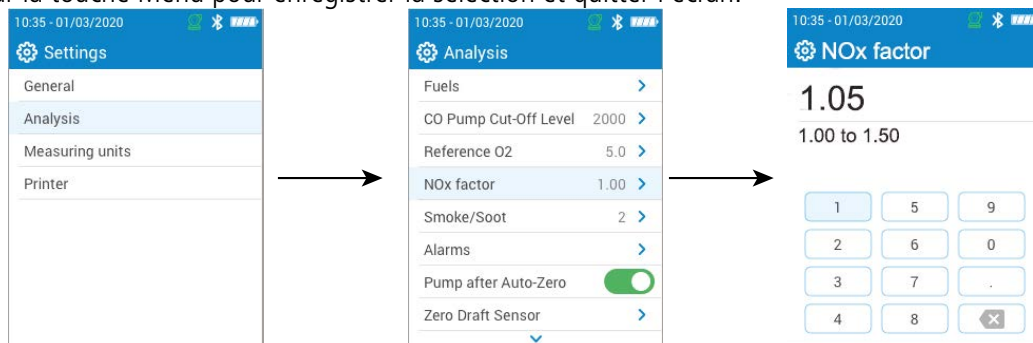 ur la touche Menu pour enregistrer la sélection et quitter l'écran.
10:35 - 01/03/2020
Settings
General
Analysis
Measuring units
Printer
10:35 - 01/03/2020
Analysis
Fuels
CO Pump Cut-Off Level 2000
Reference O2 5.0
NOx factor 1.00
Smoke/Soot 2
Alarms
Pump after Auto-Zero
Zero Draft Sensor
10:35 - 01/03/2020
NOx factor
1.05
1.00 to 1.50
1 5 9
2 6 0
3 7 .
4 8